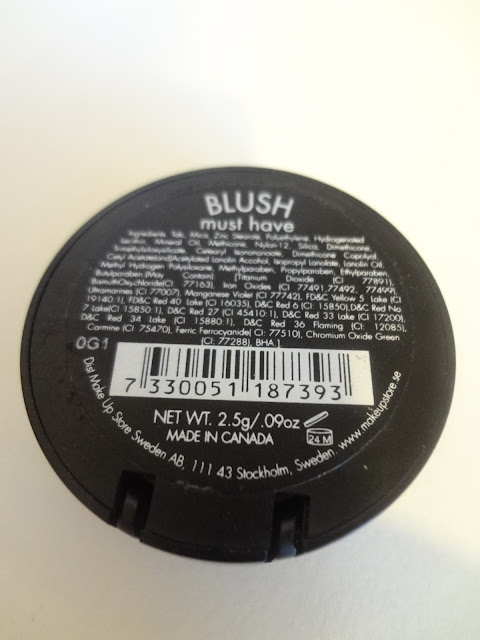 BLUSH
must have
Ingredients: Talc, Mica, Zinc Stearate, Polyethylene, Hydrogenated
Lecithin, Mineral Oil, Methicone, Nylon-12, Silica, Dimethicone,
Trimethylsiloxysilicate, Cetearyl Isononanoate, Dimethicone Copolyol,
Cetyl Acetate(and)Acetylated Lanolin Alcohol, Isopropyl Lanolate, Lanolin Oil,
Methyl Hydrogen Polysiloxane, Methylparaben, Propylparaben, Ethylparaben,
Butylparaben.[May Contain] [Titanium Dioxide (CI 77891),
BismuthOxychloride(CI 77163), Iron Oxides (CI 77491,77492, 77499),
Ultramarines (CI 77007), Manganese Violet (CI 77742), FD&C Yellow 5 Lake (CI
19140:1), FD&C Red 40 Lake (CI 16035), D&C Red 6 (CI: 15850),D&C Red No
7 Lake(CI: 15850:1), D&C Red 27 (CI 45410:1), D&C Red 33 Lake (CI 17200),
D&C Red 34 Lake (CI 15880:1), D&C Red 36 Flaming (CI: 12085),
Carmine (CI 75470), Ferric Ferrocyanide( CI: 77510), Chromium Oxide Green
(CI: 77288), BHA.]
0G1
7 330051 187393
NET WT. 2.5g/.09oz
24 M
MADE IN CANADA
Dist Make Up Store Sweden AB, 111 43 Stockholm, Sweden. www.makeupstore.se